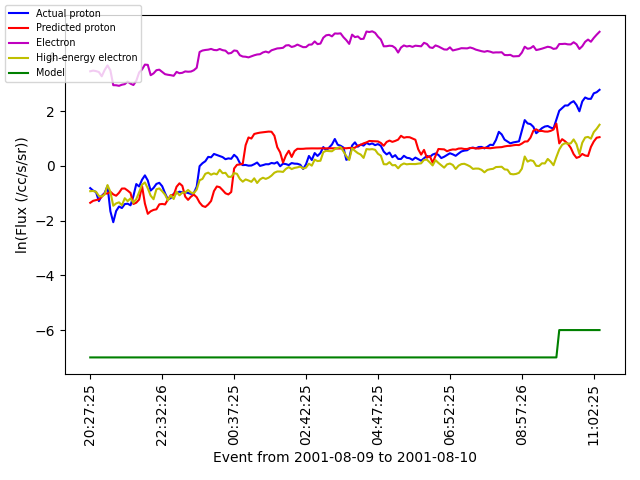 Actual proton
Predicted proton
Electron
High-energy electron
Model
ln(Flux (/cc/s/sr))
2
0
−2
−4
−6
20:27:25
22:32:26
00:37:25
02:42:25
04:47:25
06:52:25
08:57:26
11:02:25
Event from 2001-08-09 to 2001-08-10